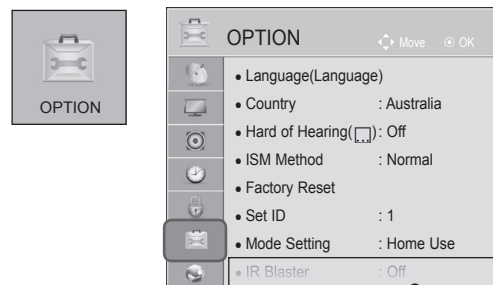 OPTION
OPTION Move OK
• Language(Language)
• Country : Australia
• Hard of Hearing( ): Off
• ISM Method : Normal
• Factory Reset
• Set ID : 1
• Mode Setting : Home Use
• IR Blaster : Off